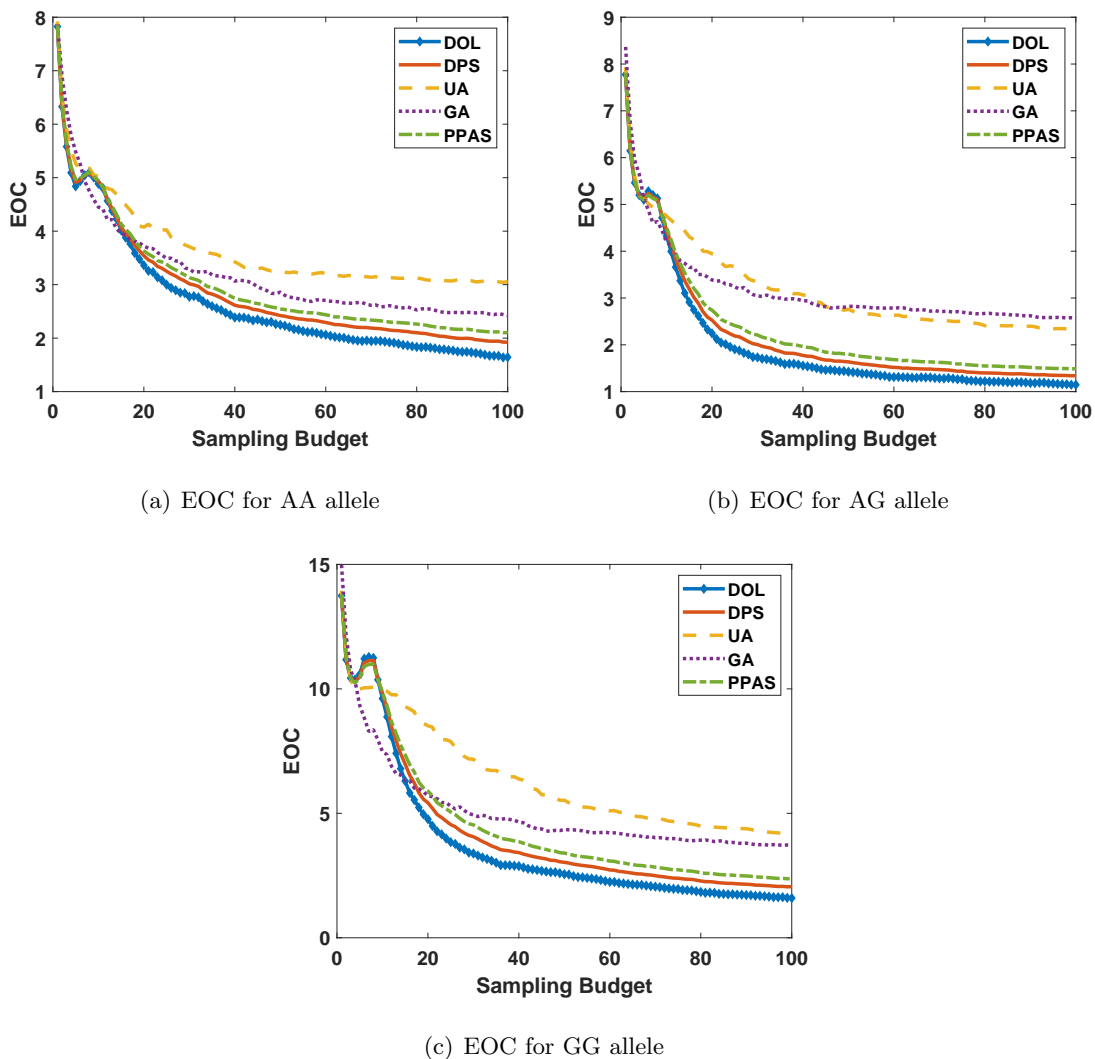 8
7
6
5
4
3
2
1
EOC
0 20 40 60 80 100
Sampling Budget
DOL
DPS
UA
GA
PPAS
(a) EOC for AA allele
9
8
7
6
5
4
3
2
1
EOC
0 20 40 60 80 100
Sampling Budget
DOL
DPS
UA
GA
PPAS
(b) EOC for AG allele
15
10
5
0
EOC
0 20 40 60 80 100
Sampling Budget
DOL
DPS
UA
GA
PPAS
(c) EOC for GG allele